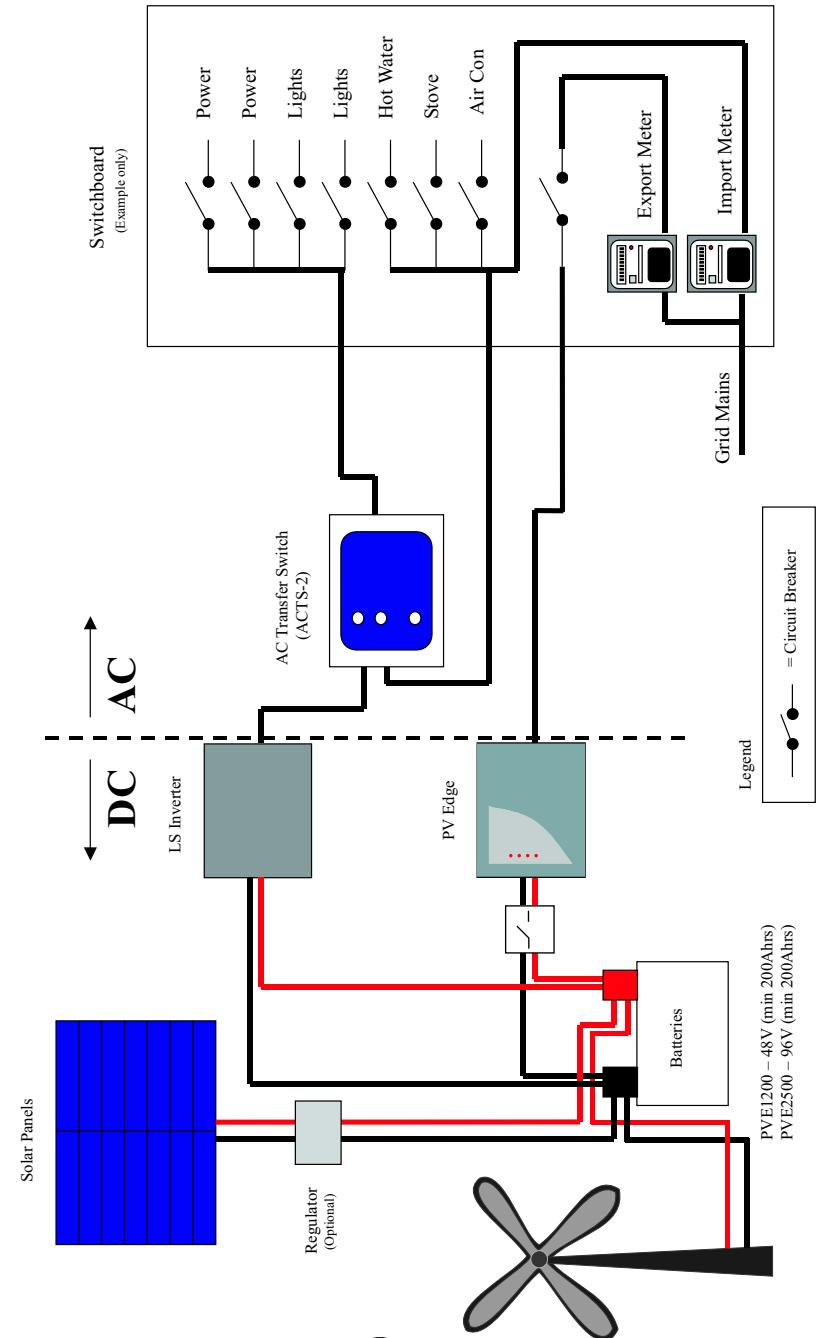 Solar Panels
Regulator
(Optional)
DC
AC
LS Inverter
AC Transfer Switch
(ACTS-2)
Switchboard
(Example only)
Power
Power
Lights
Lights
Hot Water
Stove
Air Con
PV Edge
Export Meter
Import Meter
Grid Mains
Batteries
PVE1200 – 48V (min 200Ahrs)
PVE2500 – 96V (min 200Ahrs)
Legend
= Circuit Breaker